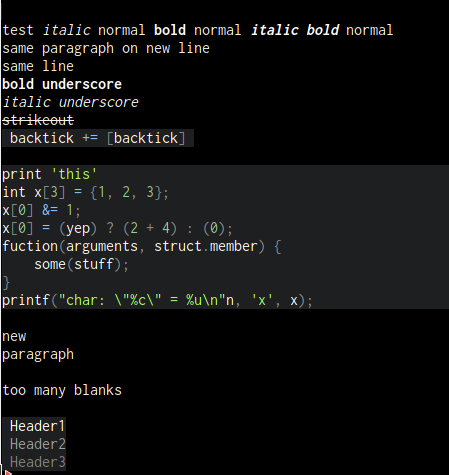 test italic normal bold normal italic bold normal
same paragraph on new line
same line
bold underscore
italic underscore
strikeout
backtick += [backtick]
print 'this'
int x[3] = {1, 2, 3};
x[0] &= 1;
x[0] = (yep) ? (2 + 4) : (0);
fuction(arguments, struct.member) {
    some(stuff);
}
printf("char: \"%c\" = %u\n"n, 'x', x);
new
paragraph
too many blanks
Header1
Header2
Header3